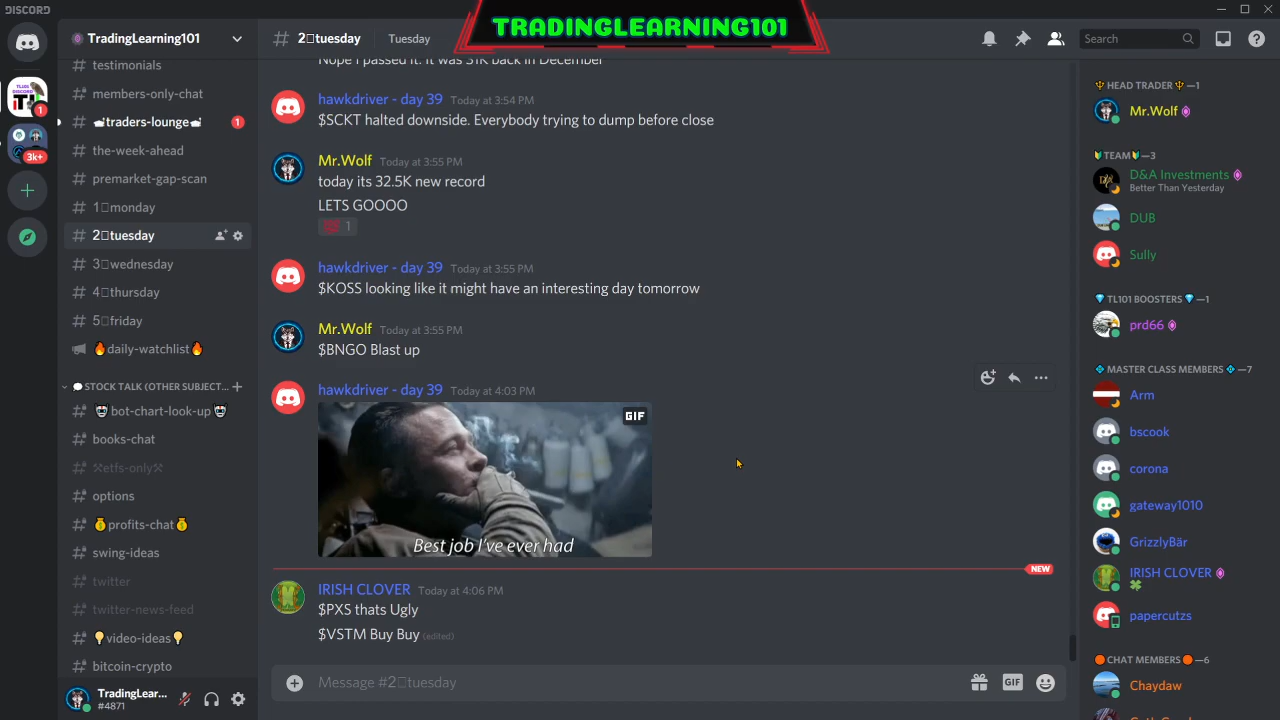 DISCORD
TRADINGLEARNING101
TradingLearning101
testimonials
members-only-chat
traders-lounge
1
the-week-ahead
premarket-gap-scan
1 monday
2 tuesday
3 wednesday
4 thursday
5 friday
daily-watchlist
STOCK TALK (OTHER SUBJECT...
bot-chart-look-up
books-chat
etfs-only
options
profits-chat
swing-ideas
twitter
twitter-news-feed
video-ideas
bitcoin-crypto
TradingLear...
#4871
1
3k+
2 tuesday
Tuesday
Search
Nope I passed it. It was 31K back in December
hawkdriver - day 39 Today at 3:54 PM
$SCKT halted downside. Everybody trying to dump before close
Mr.Wolf Today at 3:55 PM
today its 32.5K new record
LETS GOOOO
1
hawkdriver - day 39 Today at 3:55 PM
$KOSS looking like it might have an interesting day tomorrow
Mr.Wolf Today at 3:55 PM
$BNGO Blast up
hawkdriver - day 39 Today at 4:03 PM
GIF
Best job I've ever had
NEW
IRISH CLOVER Today at 4:06 PM
$PXS thats Ugly
$VSTM Buy Buy (edited)
Message #2 tuesday
GIF
HEAD TRADER —1
Mr.Wolf
TEAM —3
D&A Investments
Better Than Yesterday
DUB
Sully
TL101 BOOSTERS —1
prd66
MASTER CLASS MEMBERS —7
Arm
bscook
corona
gateway1010
GrizzlyBär
IRISH CLOVER
papercutzs
CHAT MEMBERS —6
Chaydaw